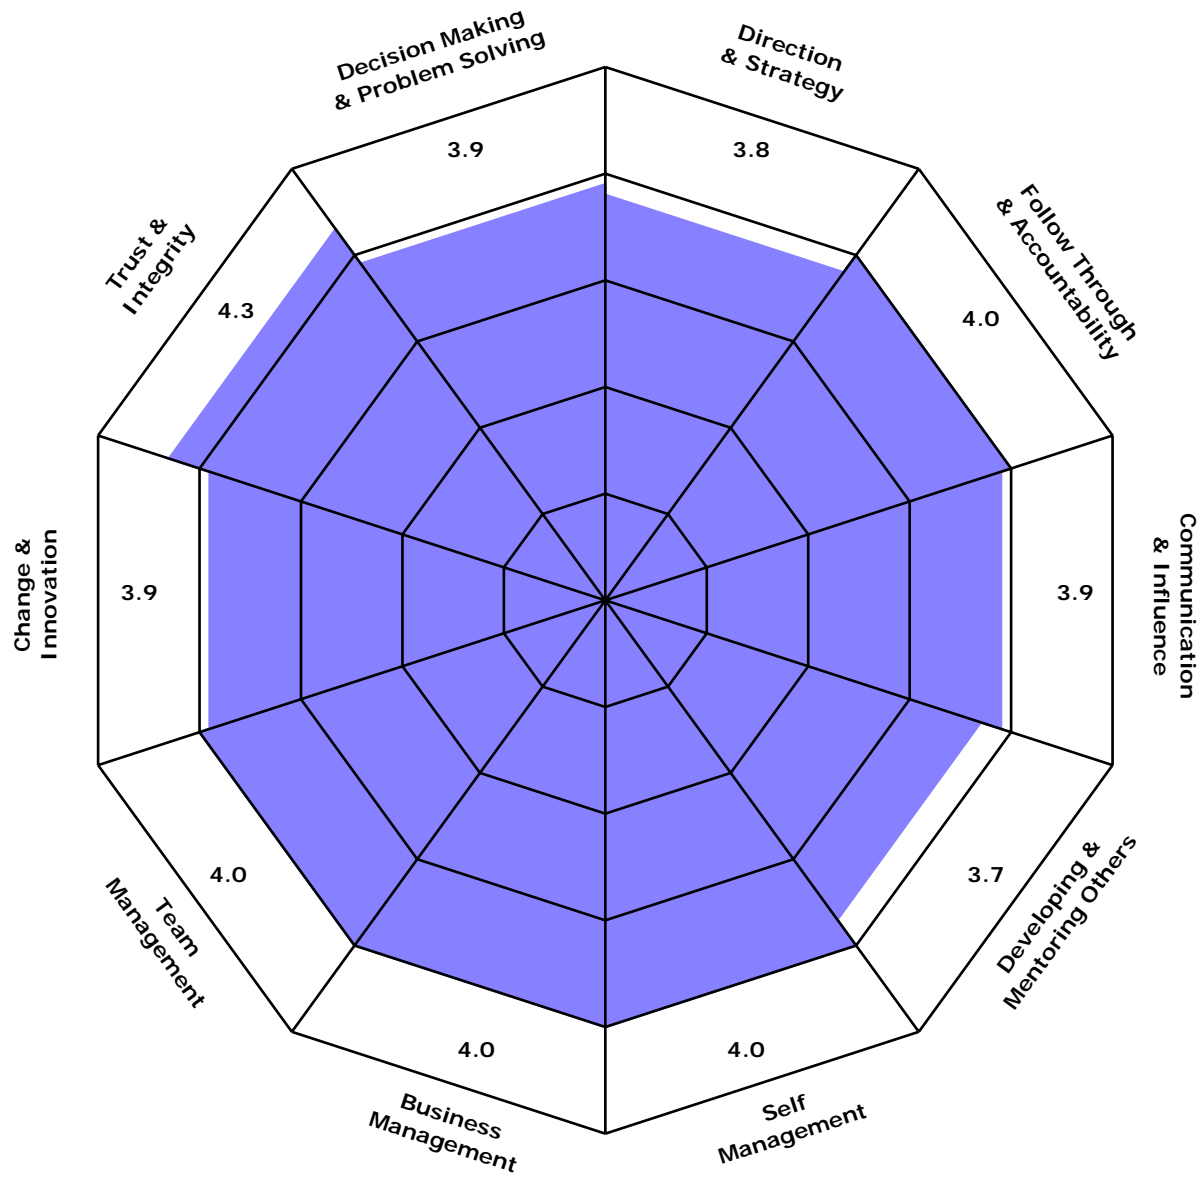 Decision Making
& Problem Solving
3.9
Direction
& Strategy
3.8
Follow Through
& Accountability
4.0
Communication
& Influence
3.9
Developing &
Mentoring Others
3.7
Self
Management
4.0
Business
Management
4.0
Team
Management
4.0
Change &
Innovation
3.9
Trust &
Integrity
4.3